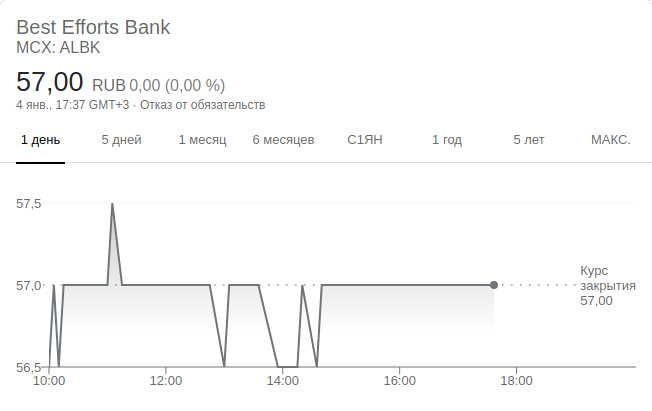 Best Efforts Bank
MCX: ALBK
57,00 RUB 0,00 (0,00 %)
4 янв., 17:37 GMT+3 · Отказ от обязательств
1 день 5 дней 1 месяц 6 месяцев С1ЯН 1 год 5 лет МАКС.
57,5
57,0
56,5
Курс
закрытия
57,00
10:00 12:00 14:00 16:00 18:00